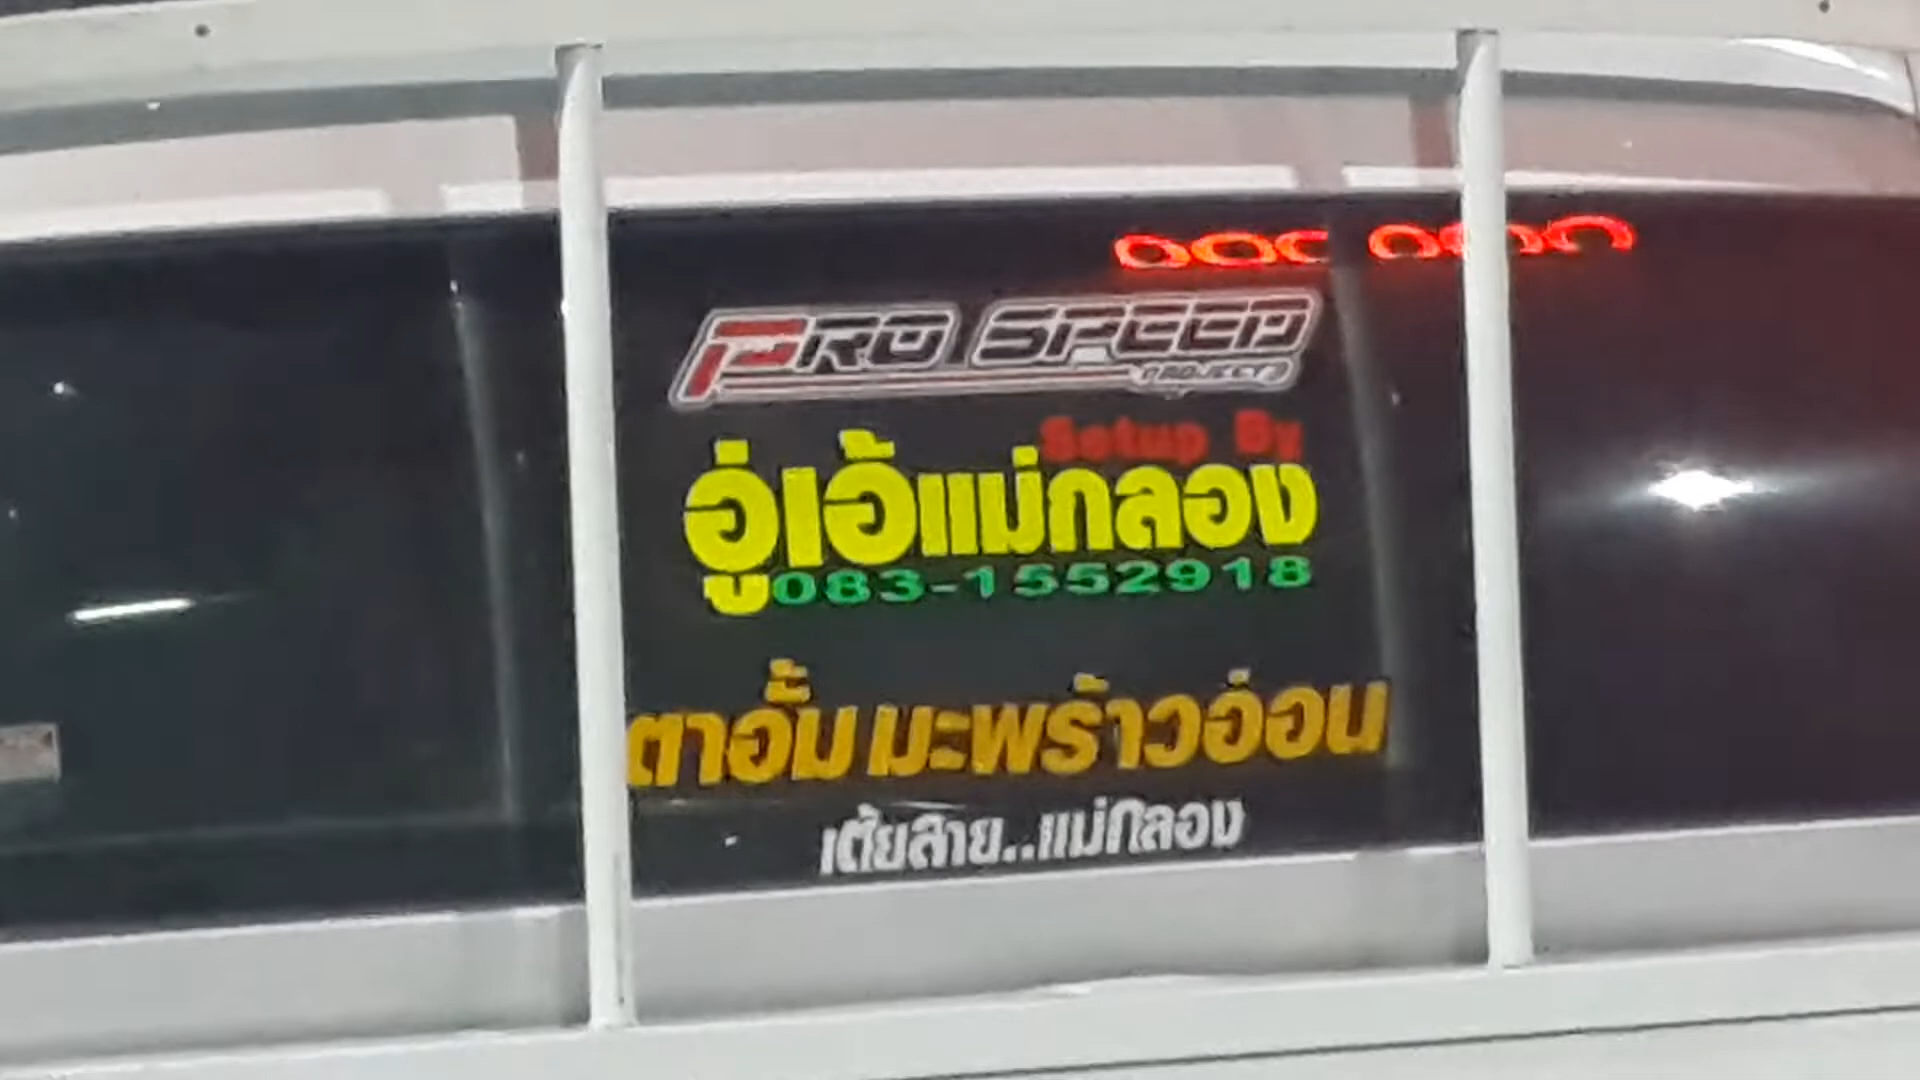 PRO SPEED
PROJECT
Setup By
อู่เอ้แม่กลอง
083-1552918
ตาอั้ม มะพร้าวอ่อน
เต้ยสาย..แม่กลอง